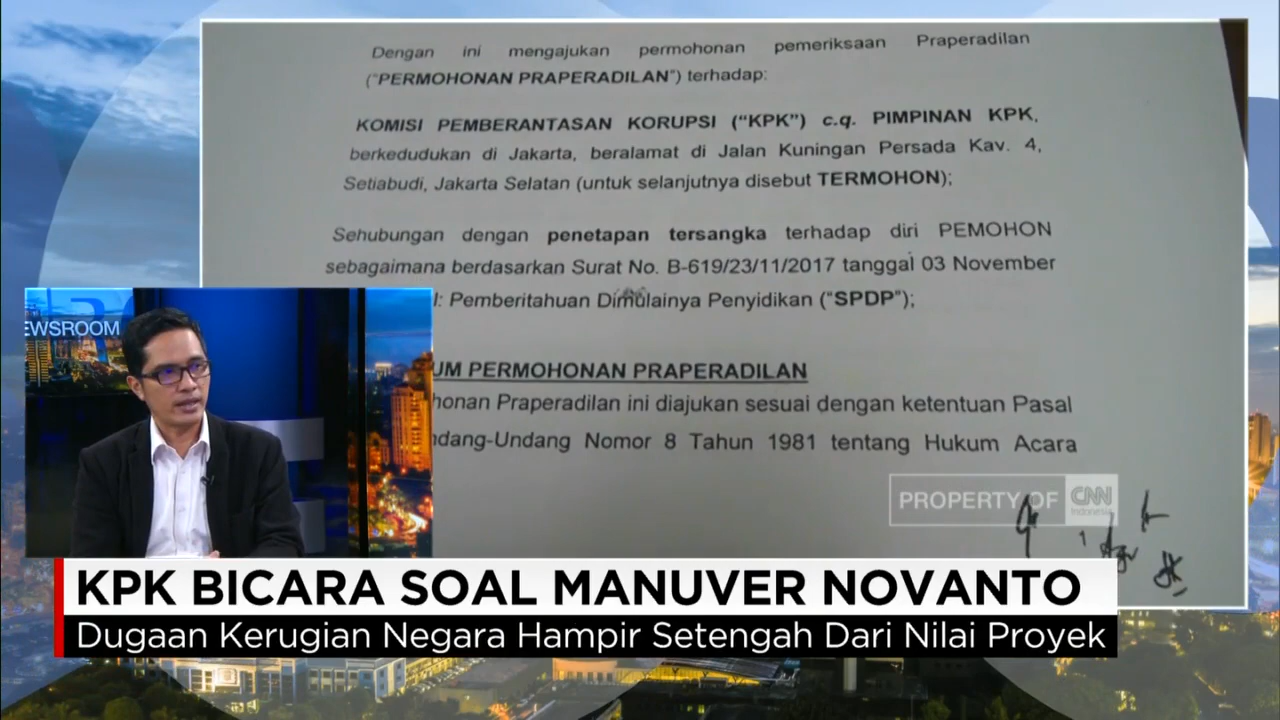 Dengan ini mengajukan permohonan pemeriksaan Praperadilan
("PERMOHONAN PRAPERADILAN") terhadap:
KOMISI PEMBERANTASAN KORUPSI ("KPK") c.q. PIMPINAN KPK,
berkedudukan di Jakarta, beralamat di Jalan Kuningan Persada Kav. 4,
Setiabudi, Jakarta Selatan (untuk selanjutnya disebut TERMOHON);
Sehubungan dengan penetapan tersangka terhadap diri PEMOHON
sebagaimana berdasarkan Surat No. B-619/23/11/2017 tanggal 03 November
: Pemberitahuan Dimulainya Penyidikan ("SPDP");
UM PERMOHONAN PRAPERADILAN
honan Praperadilan ini diajukan sesuai dengan ketentuan Pasal
ndang-Undang Nomor 8 Tahun 1981 tentang Hukum Acara
PROPERTY OF CNN
Indonesia
EWSROOM
KPK BICARA SOAL MANUVER NOVANTO
Dugaan Kerugian Negara Hampir Setengah Dari Nilai Proyek